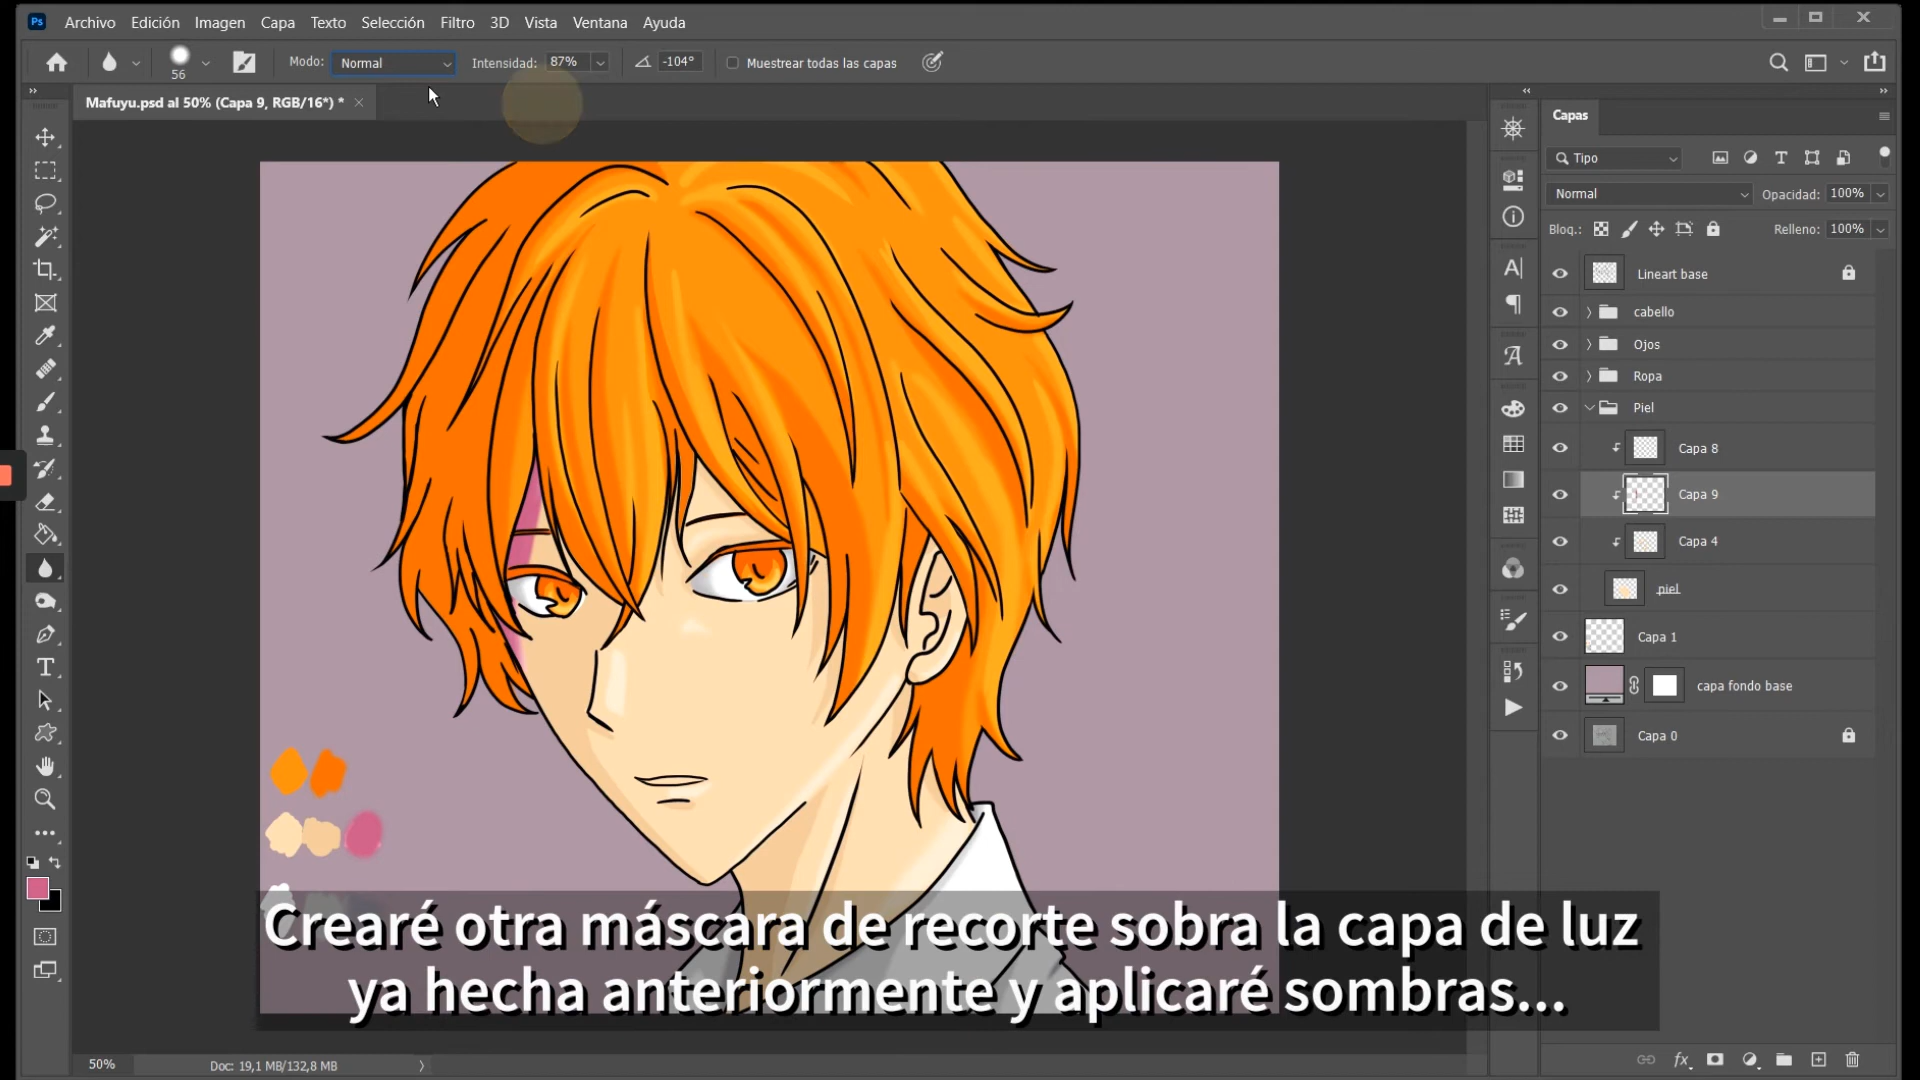 Ps Archivo Edición Imagen Capa Texto Selección Filtro 3D Vista Ventana Ayuda
56 Modo: Normal Intensidad: 87% -104° Muestrear todas las capas
Mafuyu.psd al 50% (Capa 9, RGB/16*) *
Capas
Tipo
Normal Opacidad: 100%
Bloq.: Relleno: 100%
Lineart base
cabello
Ojos
Ropa
Piel
Capa 8
Capa 9
Capa 4
piel
Capa 1
capa fondo base
Capa 0
Crearé otra máscara de recorte sobra la capa de luz
ya hecha anteriormente y aplicaré sombras...
50% Doc: 19,1 MB/132,8 MB